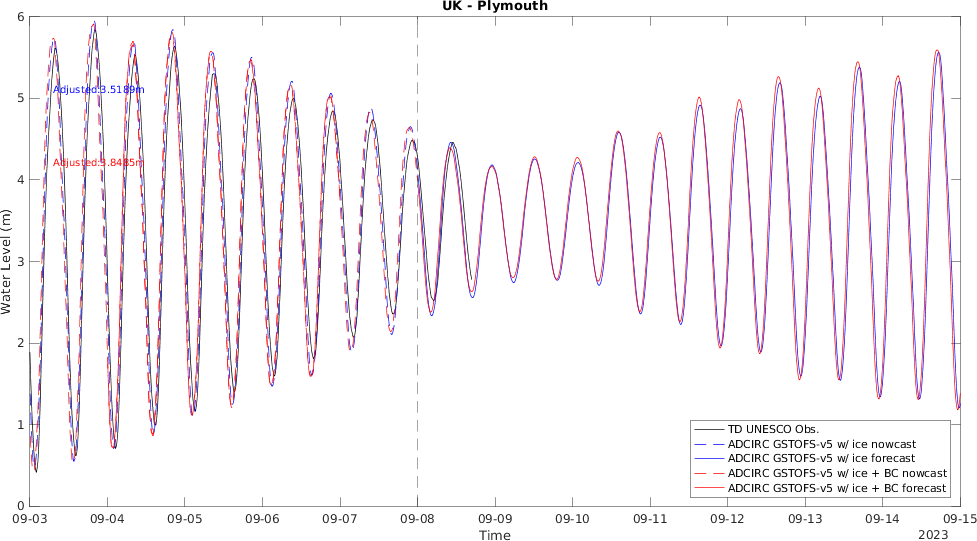 UK - Plymouth
6
5
4
3
2
1
0
Water Level (m)
Adjusted:3.5189m
Adjusted:3.8485m
TD UNESCO Obs.
ADCIRC GSTOFS-v5 w/ ice nowcast
ADCIRC GSTOFS-v5 w/ ice forecast
ADCIRC GSTOFS-v5 w/ ice + BC nowcast
ADCIRC GSTOFS-v5 w/ ice + BC forecast
09-03 09-04 09-05 09-06 09-07 09-08 09-09 09-10 09-11 09-12 09-13 09-14 09-15
Time
2023